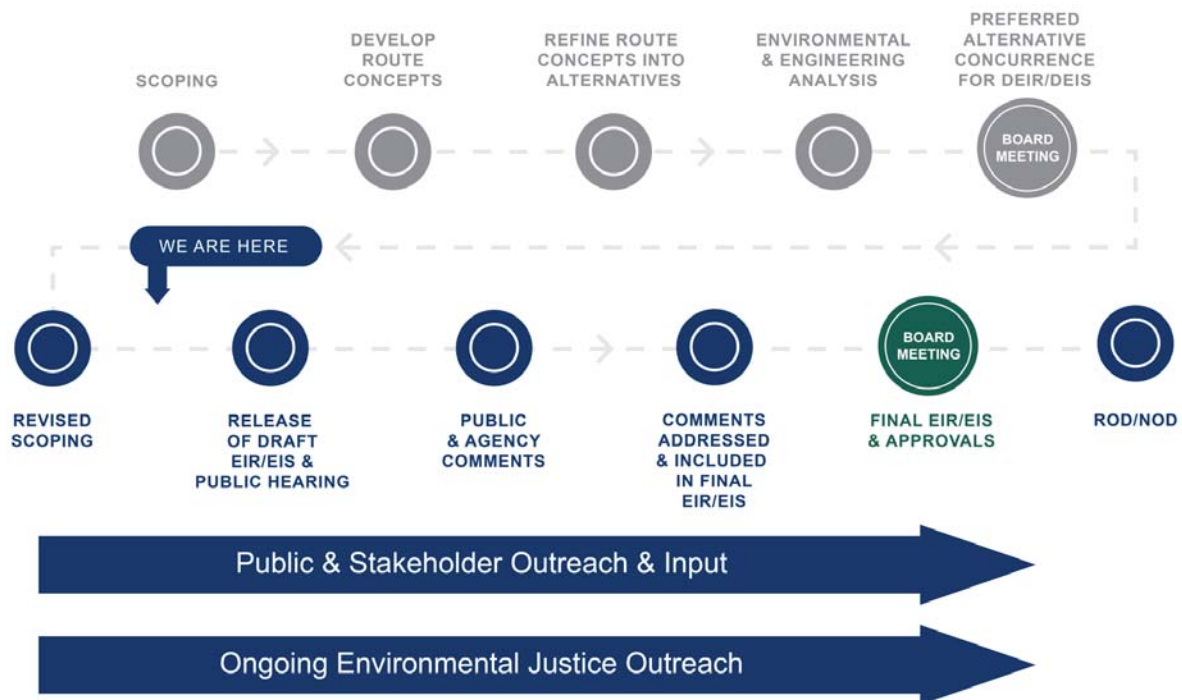 SCOPING
DEVELOP
ROUTE
CONCEPTS
REFINE ROUTE
CONCEPTS INTO
ALTERNATIVES
ENVIRONMENTAL
& ENGINEERING
ANALYSIS
PREFERRED
ALTERNATIVE
CONCURRENCE
FOR DEIR/DEIS
BOARD
MEETING
WE ARE HERE
BOARD
MEETING
REVISED
SCOPING
RELEASE
OF DRAFT
EIR/EIS &
PUBLIC HEARING
PUBLIC
& AGENCY
COMMENTS
COMMENTS
ADDRESSED
& INCLUDED
IN FINAL
EIR/EIS
FINAL EIR/EIS
& APPROVALS
ROD/NOD
Public & Stakeholder Outreach & Input
Ongoing Environmental Justice Outreach